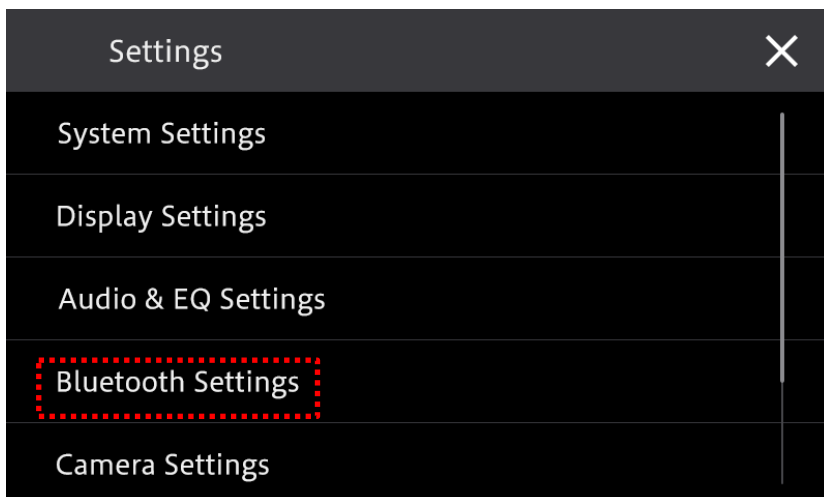 Settings
System Settings
Display Settings
Audio & EQ Settings
Bluetooth Settings
Camera Settings